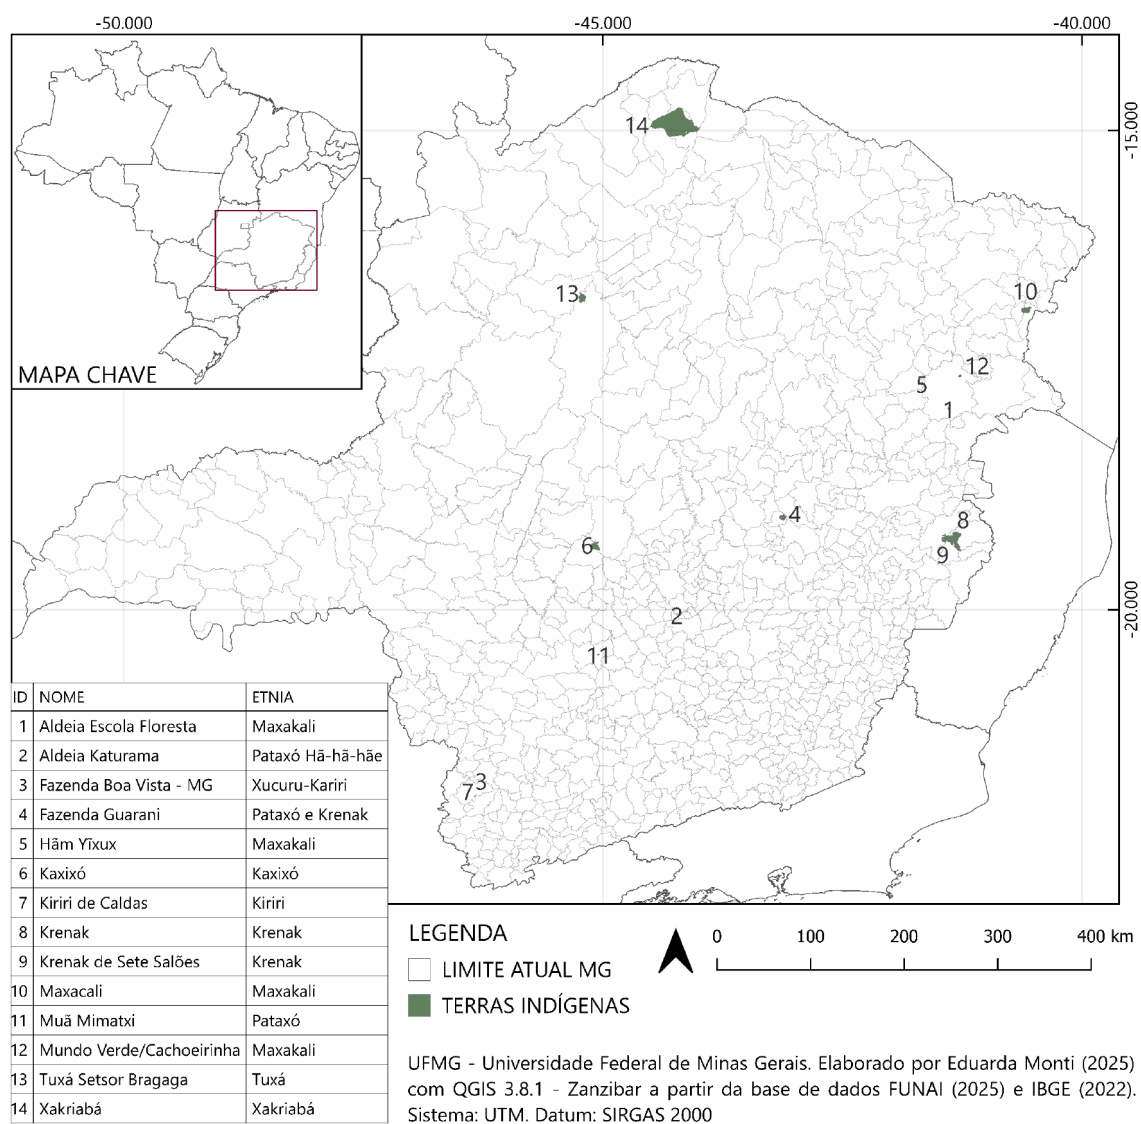 -50.000 -45.000 -40.000
-15.000
-20.000
MAPA CHAVE
14
13
10
12
5
1
4
8
6
9
2
11
3
7
ID NOME ETNIA
1 Aldeia Escola Floresta Maxakali
2 Aldeia Katurama Pataxó Hã-hã-hãe
3 Fazenda Boa Vista - MG Xucuru-Kariri
4 Fazenda Guarani Pataxó e Krenak
5 Hãm Yĩxux Maxakali
6 Kaxixó Kaxixó
7 Kiriri de Caldas Kiriri
8 Krenak Krenak
9 Krenak de Sete Salões Krenak
10 Maxacali Maxakali
11 Muã Mimatxi Pataxó
12 Mundo Verde/Cachoeirinha Maxakali
13 Tuxá Setsor Bragaga Tuxá
14 Xakriabá Xakriabá
LEGENDA
LIMITE ATUAL MG
TERRAS INDÍGENAS
0 100 200 300 400 km
UFMG - Universidade Federal de Minas Gerais. Elaborado por Eduarda Monti (2025)
com QGIS 3.8.1 - Zanzibar a partir da base de dados FUNAI (2025) e IBGE (2022).
Sistema: UTM. Datum: SIRGAS 2000